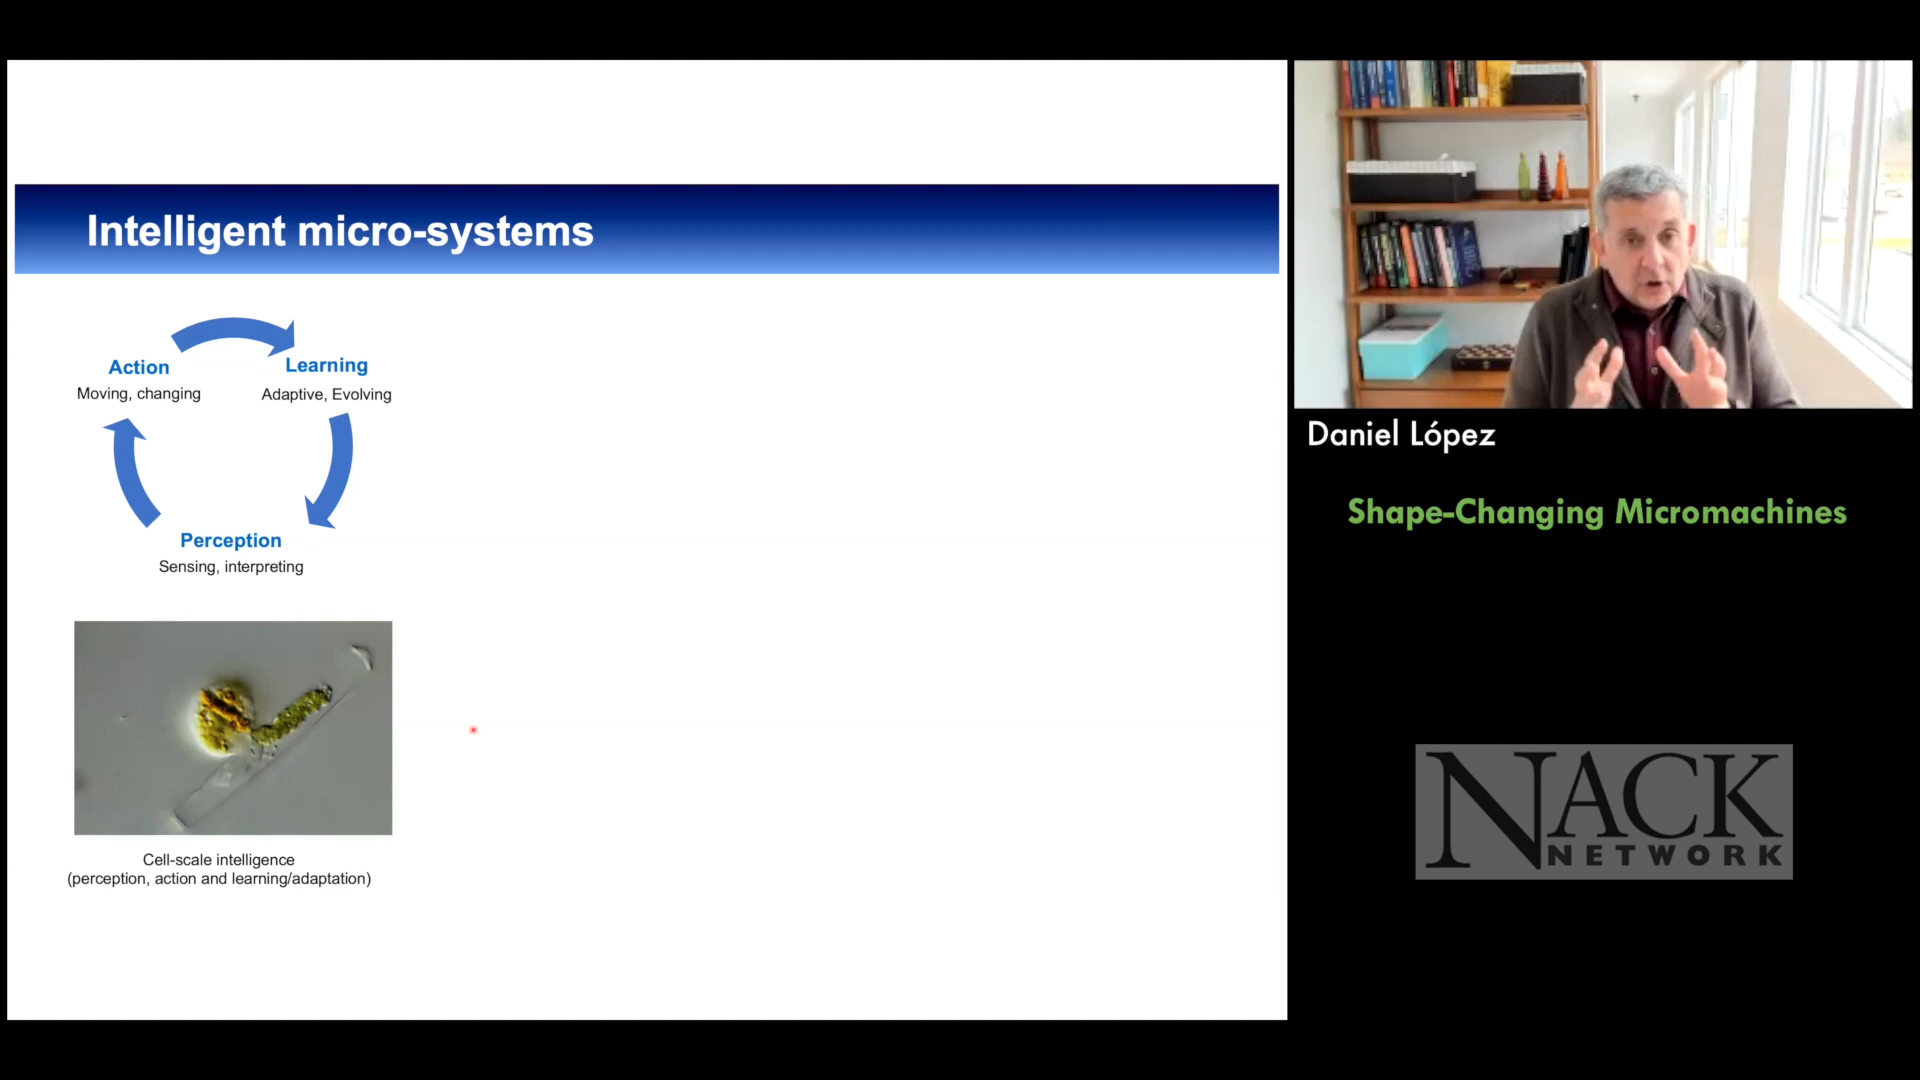 Intelligent micro-systems
Action
Moving, changing
Learning
Adaptive, Evolving
Perception
Sensing, interpreting
Cell-scale intelligence
(perception, action and learning/adaptation)
Daniel López
Shape-Changing Micromachines
NACK
NETWORK